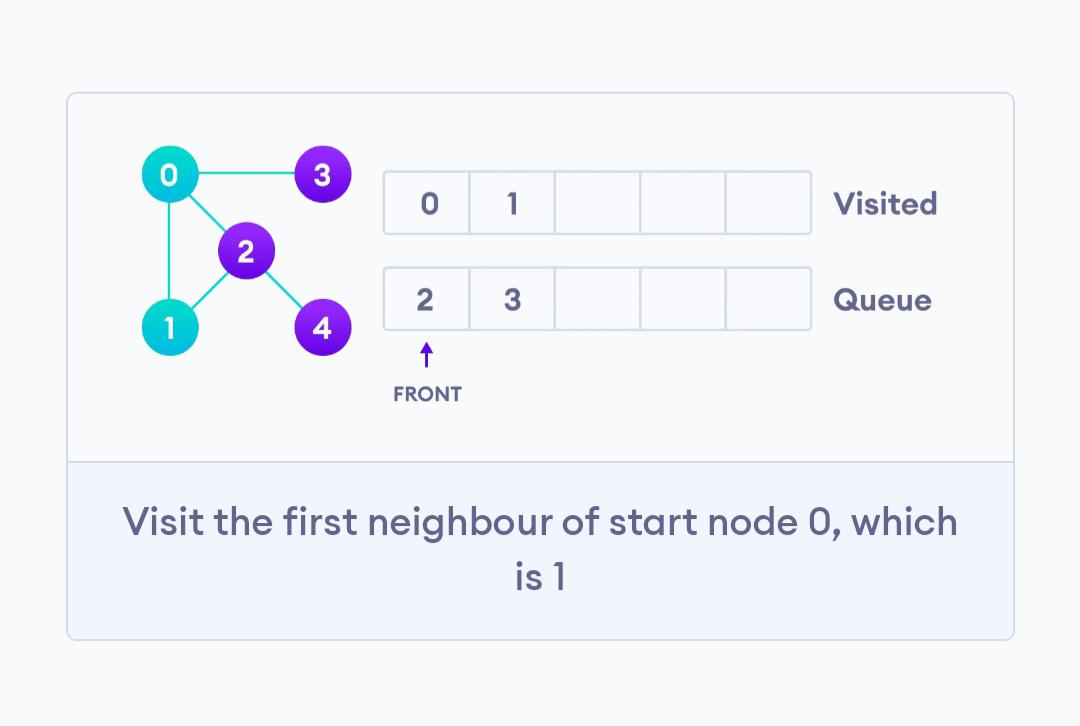 0 3
0 1 Visited
2
2 3 Queue
1 4
FRONT
Visit the first neighbour of start node 0, which
is 1